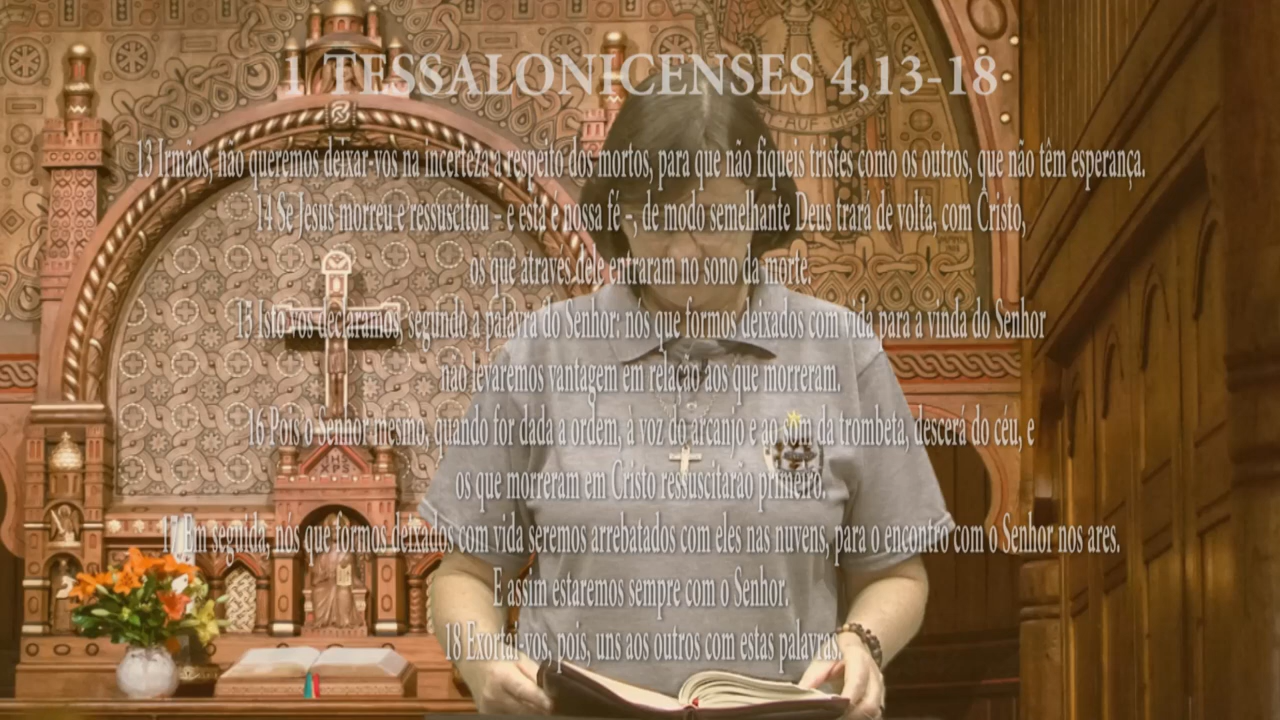 1 TESSALONICENSES 4,13-18
13 Irmãos, não queremos deixar-vos na incerteza a respeito dos mortos, para que não fiqueis tristes como os outros, que não têm esperança.
14 Se Jesus morreu e ressuscitou - e esta é nossa fé -, de modo semelhante Deus trará de volta, com Cristo,
os que através dele entraram no sono da morte.
15 Isto vos declaramos, segundo a palavra do Senhor: nós que formos deixados com vida para a vinda do Senhor
não levaremos vantagem em relação aos que morreram.
16 Pois o Senhor mesmo, quando for dada a ordem, à voz do arcanjo e ao som da trombeta, descerá do céu, e
os que morreram em Cristo ressuscitarão primeiro.
17 Em seguida, nós que formos deixados com vida seremos arrebatados com eles nas nuvens, para o encontro com o Senhor nos ares.
E assim estaremos sempre com o Senhor.
18 Exortai-vos, pois, uns aos outros com estas palavras.